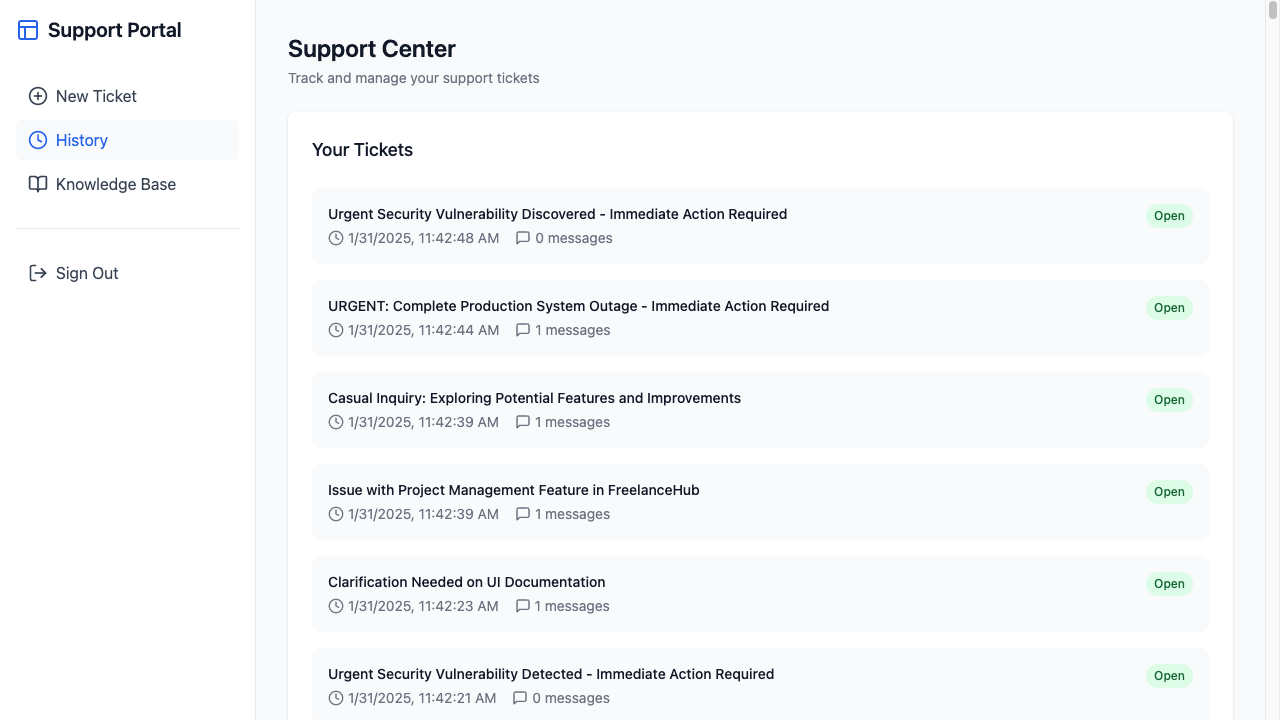 Support Portal
New Ticket
History
Knowledge Base
Sign Out
Support Center
Track and manage your support tickets
Your Tickets
Urgent Security Vulnerability Discovered - Immediate Action Required
Open
1/31/2025, 11:42:48 AM 0 messages
URGENT: Complete Production System Outage - Immediate Action Required
Open
1/31/2025, 11:42:44 AM 1 messages
Casual Inquiry: Exploring Potential Features and Improvements
Open
1/31/2025, 11:42:39 AM 1 messages
Issue with Project Management Feature in FreelanceHub
Open
1/31/2025, 11:42:39 AM 1 messages
Clarification Needed on UI Documentation
Open
1/31/2025, 11:42:23 AM 1 messages
Urgent Security Vulnerability Detected - Immediate Action Required
Open
1/31/2025, 11:42:21 AM 0 messages